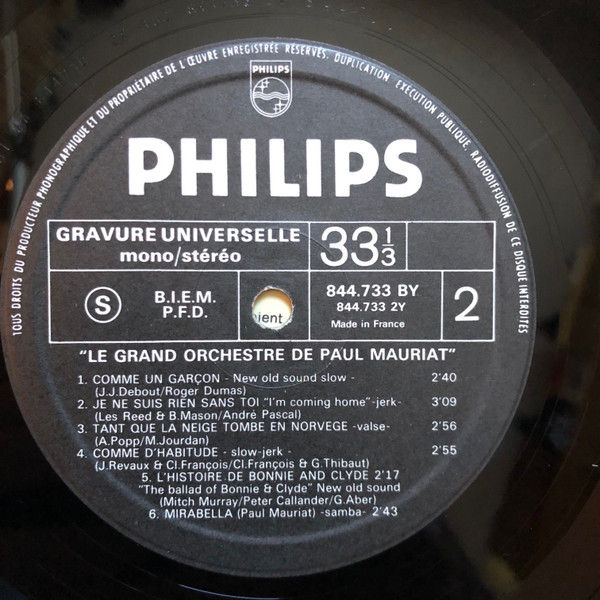 TOUS DROITS DU PRODUCTEUR PHONOGRAPHIQUE ET DU PROPRIÉTAIRE DE L'ŒUVRE ENREGISTRÉE RESERVÉS. DUPLICATION EXECUTION PUBLIQUE, RADIODIFFUSION DE CE DISQUE INTERDITES
PHILIPS
PHILIPS
GRAVURE UNIVERSELLE
mono/stéréo
33 1/3
S
B.I.E.M.
P.F.D.
ient
844.733 BY
844.733 2Y
Made in France
2
"LE GRAND ORCHESTRE DE PAUL MAURIAT"
1. COMME UN GARÇON - New old sound slow - 2'40
(J.J.Debout/Roger Dumas)
2. JE NE SUIS RIEN SANS TOI "I'm coming home" -jerk- 3'09
(Les Reed & B.Mason/André Pascal)
3. TANT QUE LA NEIGE TOMBE EN NORVEGE -valse- 2'56
(A.Popp/M.Jourdan)
4. COMME D'HABITUDE - slow-jerk - 2'55
(J.Revaux & Cl.François/Cl.François & G.Thibaut)
5. L'HISTOIRE DE BONNIE AND CLYDE 2'17
"The ballad of Bonnie & Clyde" New old sound
(Mitch Murray/Peter Callander/G.Aber)
6. MIRABELLA (Paul Mauriat) -samba- 2'43